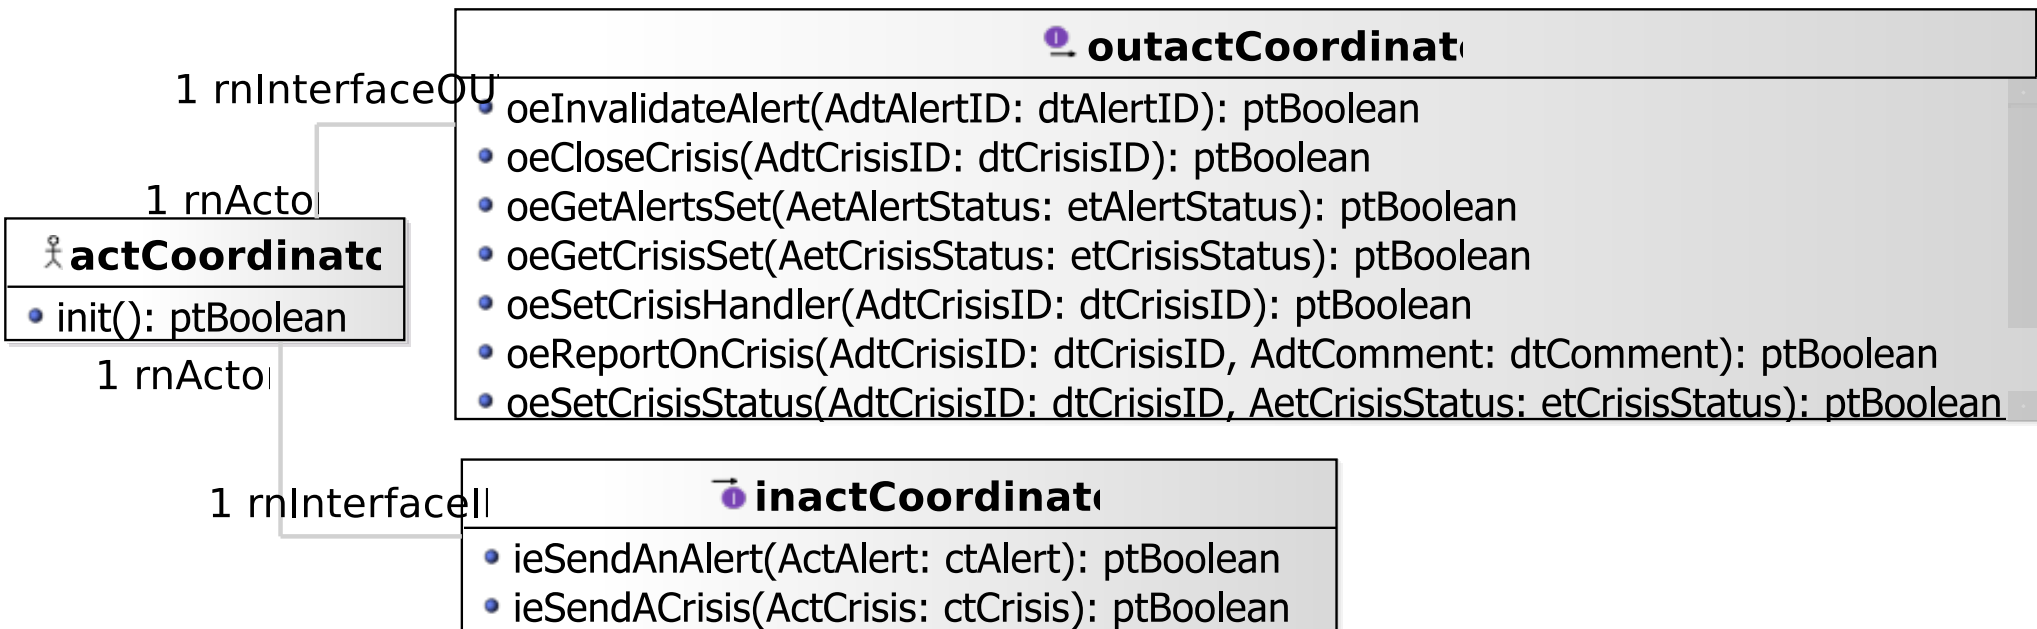 outactCoordinat
1 rnInterfaceOU
oeInvalidateAlert(AdtAlertID: dtAlertID): ptBoolean
oeCloseCrisis(AdtCrisisID: dtCrisisID): ptBoolean
oeGetAlertsSet(AetAlertStatus: etAlertStatus): ptBoolean
oeGetCrisisSet(AetCrisisStatus: etCrisisStatus): ptBoolean
oeSetCrisisHandler(AdtCrisisID: dtCrisisID): ptBoolean
oeReportOnCrisis(AdtCrisisID: dtCrisisID, AdtComment: dtComment): ptBoolean
oeSetCrisisStatus(AdtCrisisID: dtCrisisID, AetCrisisStatus: etCrisisStatus): ptBoolean
1 rnActo
actCoordinato
init(): ptBoolean
1 rnActo
1 rnInterfaceI
inactCoordinat
ieSendAnAlert(ActAlert: ctAlert): ptBoolean
ieSendACrisis(ActCrisis: ctCrisis): ptBoolean